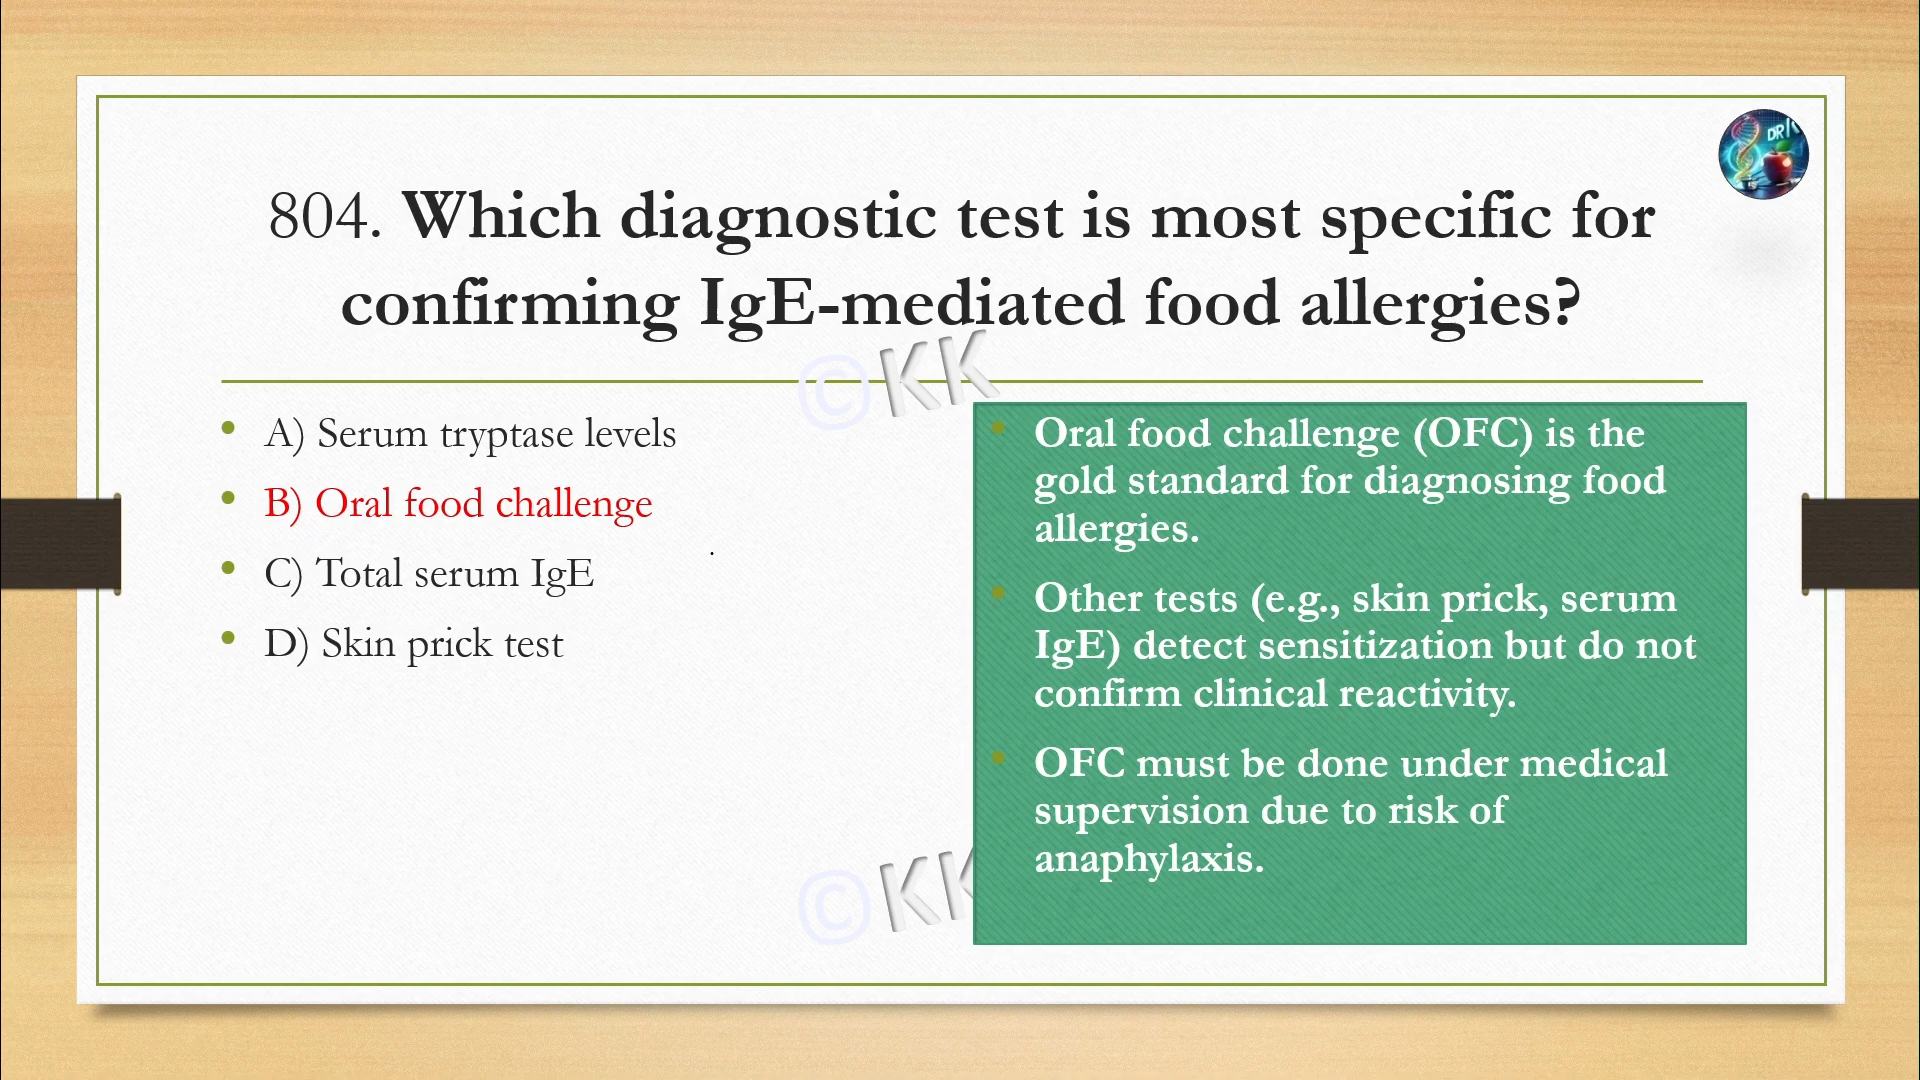 804. Which diagnostic test is most specific for
confirming IgE-mediated food allergies?
• A) Serum tryptase levels
• B) Oral food challenge
• C) Total serum IgE
• D) Skin prick test
• Oral food challenge (OFC) is the
gold standard for diagnosing food
allergies.
• Other tests (e.g., skin prick, serum
IgE) detect sensitization but do not
confirm clinical reactivity.
• OFC must be done under medical
supervision due to risk of
anaphylaxis.
©KK
©KK
DR